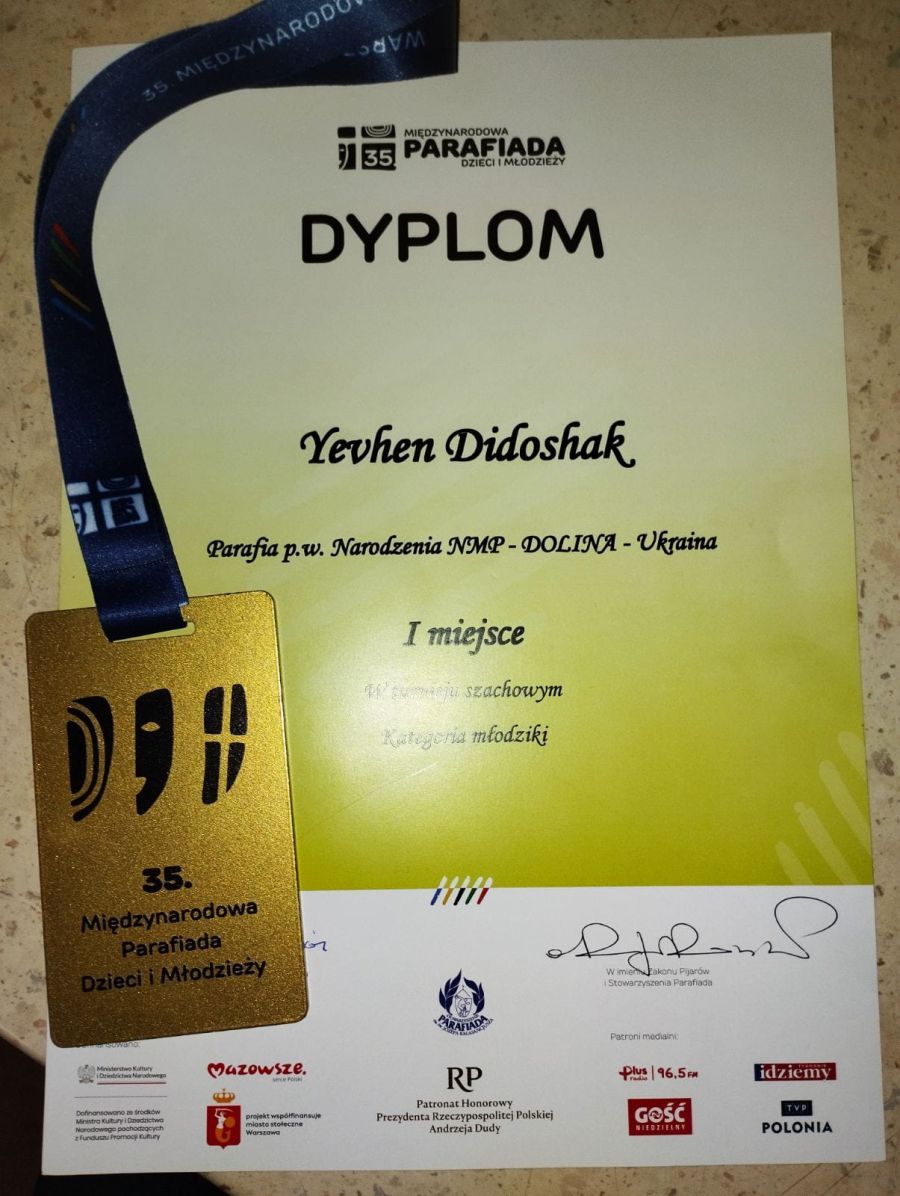 35. MIĘDZYNARODOWA
WARS
35
MIĘDZYNARODOWA
PARAFIADA
DZIECI I MŁODZIEŻY
DYPLOM
Yevhen Didoshak
Parafia p.w. Narodzenia NMP - DOLINA - Ukraina
I miejsce
W turnieju szachowym
Kategoria młodziki
35.
Międzynarodowa
Parafiada
Dzieci i Młodzieży
W imieniu Zakonu Pijarów
i Stowarzyszenia Parafiada
PARAFIADA
Patroni medialni:
Ministerstwo Kultury
i Dziedzictwa Narodowego
Dofinansowano ze środków
Ministra Kultury i Dziedzictwa
Narodowego pochodzących
z Funduszu Promocji Kultury
mazowsze.
serce Polski
projekt współfinansuje
miasto stołeczne
Warszawa
RP
Patronat Honorowy
Prezydenta Rzeczypospolitej Polskiej
Andrzeja Dudy
Plus
radio
96,5 FM
TYGODNIK
idziemy
GOŚĆ
NIEDZIELNY
TVP
POLONIA